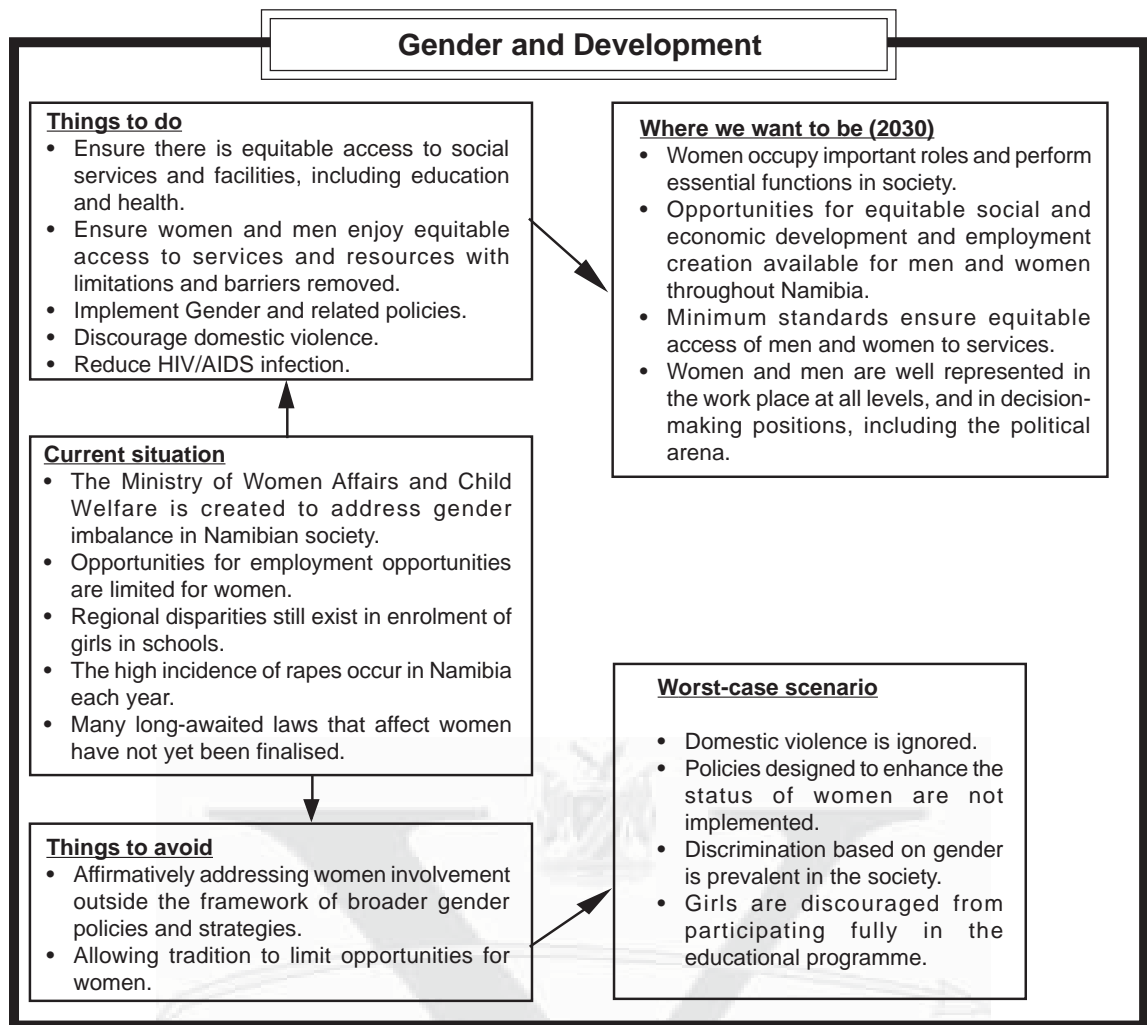 Gender and Development
Things to do
• Ensure there is equitable access to social
services and facilities, including education
and health.
• Ensure women and men enjoy equitable
access to services and resources with
limitations and barriers removed.
• Implement Gender and related policies.
• Discourage domestic violence.
• Reduce HIV/AIDS infection.
Where we want to be (2030)
• Women occupy important roles and perform
essential functions in society.
• Opportunities for equitable social and
economic development and employment
creation available for men and women
throughout Namibia.
• Minimum standards ensure equitable
access of men and women to services.
• Women and men are well represented in
the work place at all levels, and in decision-
making positions, including the political
arena.
Current situation
• The Ministry of Women Affairs and Child
Welfare is created to address gender
imbalance in Namibian society.
• Opportunities for employment opportunities
are limited for women.
• Regional disparities still exist in enrolment of
girls in schools.
• The high incidence of rapes occur in Namibia
each year.
• Many long-awaited laws that affect women
have not yet been finalised.
Things to avoid
• Affirmatively addressing women involvement
outside the framework of broader gender
policies and strategies.
• Allowing tradition to limit opportunities for
women.
Worst-case scenario
• Domestic violence is ignored.
• Policies designed to enhance the
status of women are not
implemented.
• Discrimination based on gender
is prevalent in the society.
• Girls are discouraged from
participating fully in the
educational programme.